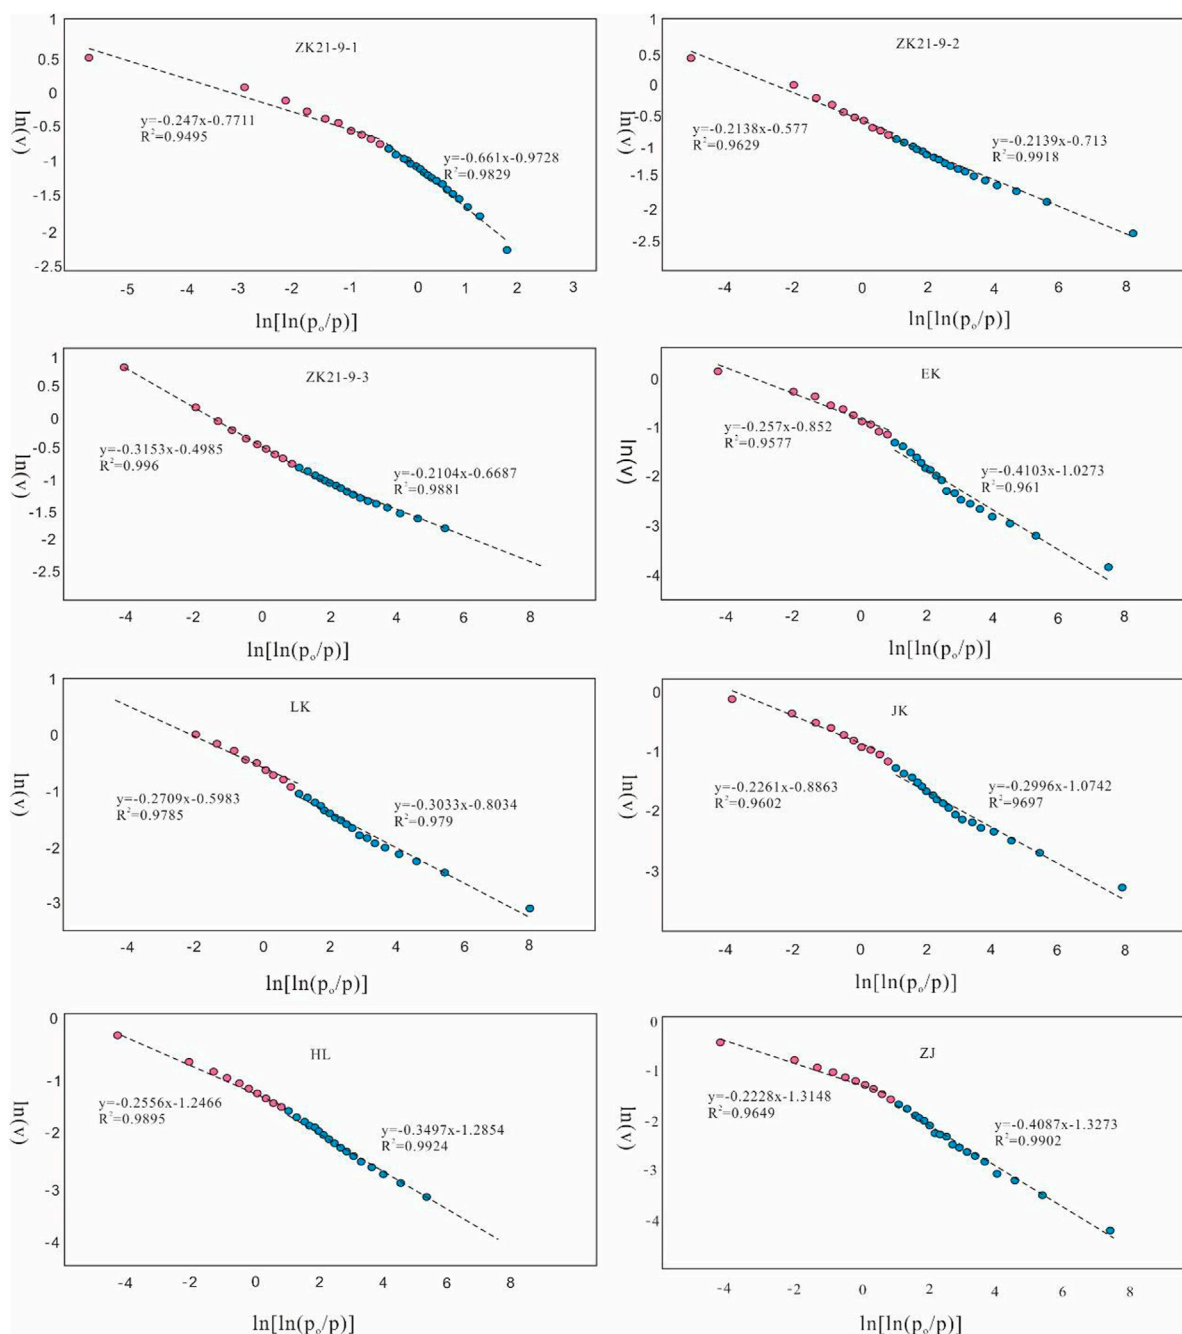 ZK21-9-1
1
0.5
0
-0.5
-1
-1.5
-2
-2.5
ln(v)
y=-0.247x-0.7711
R²=0.9495
y=-0.661x-0.9728
R²=0.9829
-5
-3
-1
0
1
2
3
ln[ln(pₒ/p)]
ZK21-9-2
1
0.5
0
-0.5
-1
-1.5
-2
-2.5
ln(v)
y=-0.2138x-0.577
R²=0.9629
y=-0.2139x-0.713
R²=0.9918
-4
-2
0
2
4
6
8
ln[ln(pₒ/p)]
ZK21-9-3
1
0.5
0
-0.5
-1
-1.5
-2
-2.5
ln(v)
y=-0.3153x-0.4985
R²=0.996
y=-0.2104x-0.6687
R²=0.9881
-4
-2
0
2
4
6
8
ln[ln(pₒ/p)]
EK
0
-1
-2
-3
-4
ln(v)
y=-0.257x-0.852
R²=0.9577
y=-0.4103x-1.0273
R²=0.961
-4
-2
0
2
4
6
8
ln[ln(pₒ/p)]
LK
1
0
-1
-2
-3
ln(v)
y=-0.2709x-0.5983
R²=0.9785
y=-0.3033x-0.8034
R²=0.979
-4
-2
0
2
4
6
8
ln[ln(pₒ/p)]
JK
0
-1
-2
-3
ln(v)
y=-0.2261x-0.8863
R²=0.9602
y=-0.2996x-1.0742
R²=9697
-4
-2
0
2
4
6
8
ln[ln(pₒ/p)]
HL
0
-1
-2
-3
-4
ln(v)
y=-0.2556x-1.2466
R²=0.9895
y=-0.3497x-1.2854
R²=0.9924
-4
-2
0
2
4
6
8
ln[ln(pₒ/p)]
ZJ
0
-1
-2
-3
-4
ln(v)
y=-0.2228x-1.3148
R²=0.9649
y=-0.4087x-1.3273
R²=0.9902
-4
-2
0
2
4
6
8
ln[ln(pₒ/p)]